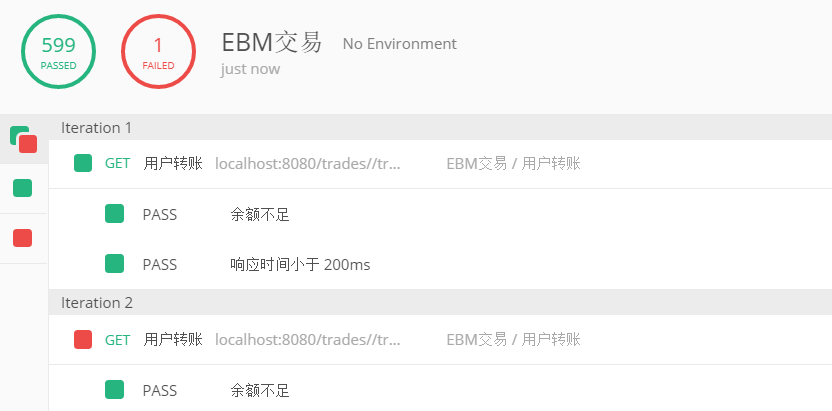 599
PASSED
1
FAILED
EBM交易 No Environment
just now
Iteration 1
GET 用户转账 localhost:8080/trades//tr... EBM交易 / 用户转账
PASS 余额不足
PASS 响应时间小于 200ms
Iteration 2
GET 用户转账 localhost:8080/trades//tr... EBM交易 / 用户转账
PASS 余额不足